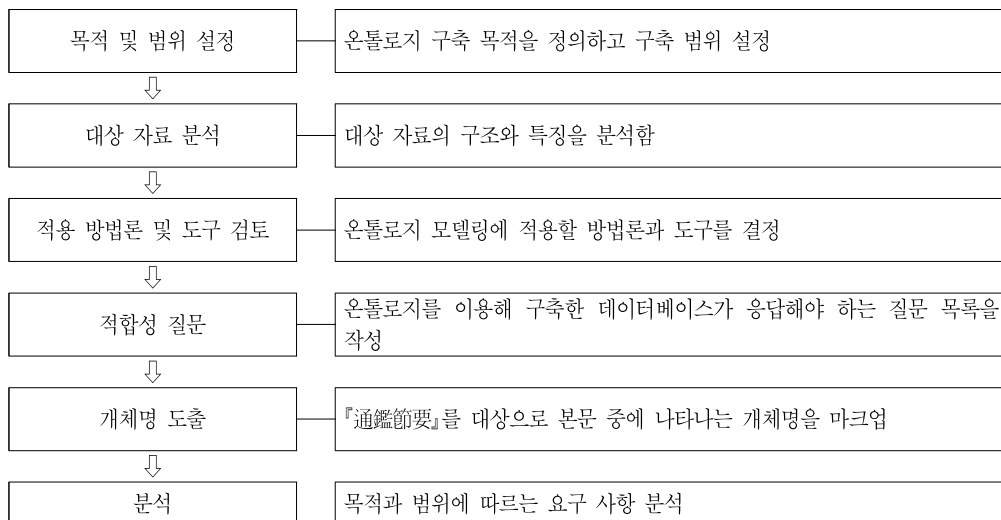 목적 및 범위 설정
온톨로지 구축 목적을 정의하고 구축 범위 설정
대상 자료 분석
대상 자료의 구조와 특징을 분석함
적용 방법론 및 도구 검토
온톨로지 모델링에 적용할 방법론과 도구를 결정
적합성 질문
온톨로지를 이용해 구축한 데이터베이스가 응답해야 하는 질문 목록을
작성
개체명 도출
『通鑑節要』를 대상으로 본문 중에 나타나는 개체명을 마크업
분석
목적과 범위에 따르는 요구 사항 분석